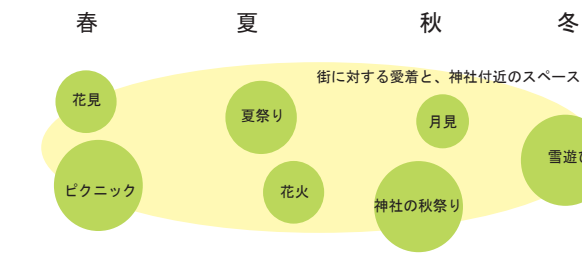 春 夏 秋 冬
街に対する愛着と、神社付近のスペース
花見
夏祭り
月見
雪遊
ピクニック
花火
神社の秋祭り